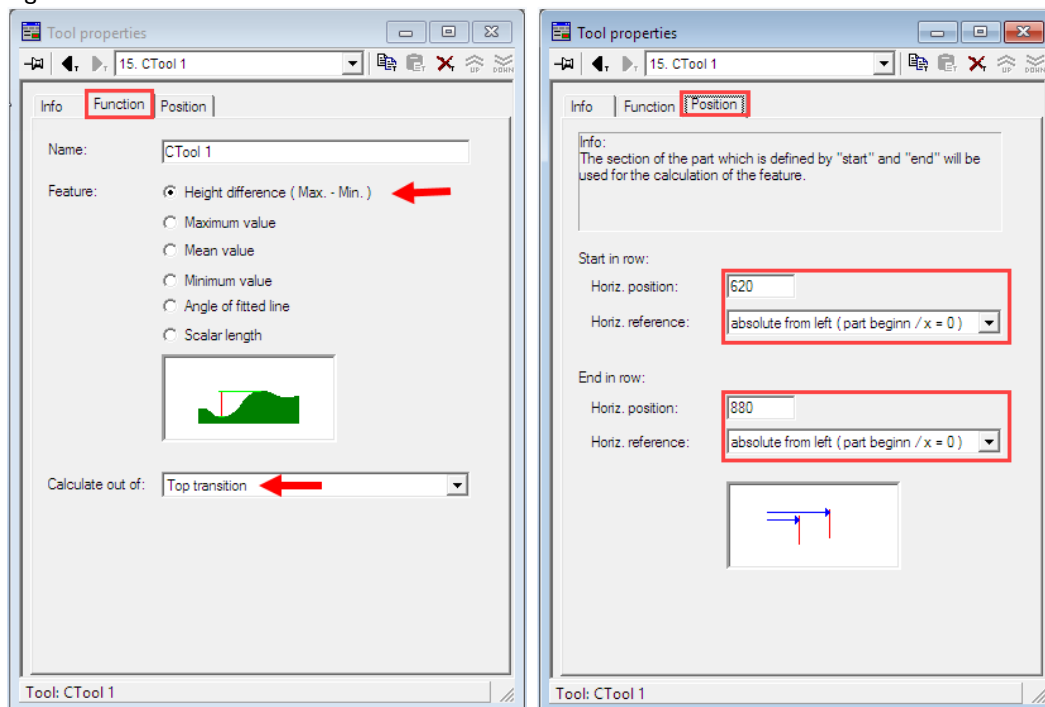 Tool properties
15. CTool 1
UP
DOWN
Info
Function
Position
Name:
CTool 1
Feature:
Height difference ( Max. - Min. )
Maximum value
Mean value
Minimum value
Angle of fitted line
Scalar length
Calculate out of:
Top transition
Tool: CTool 1
Tool properties
15. CTool 1
UP
DOWN
Info
Function
Position
Info:
The section of the part which is defined by "start" and "end" will be
used for the calculation of the feature.
Start in row:
Horiz. position:
620
Horiz. reference:
absolute from left ( part beginn / x = 0 )
End in row:
Horiz. position:
880
Horiz. reference:
absolute from left ( part beginn / x = 0 )
Tool: CTool 1